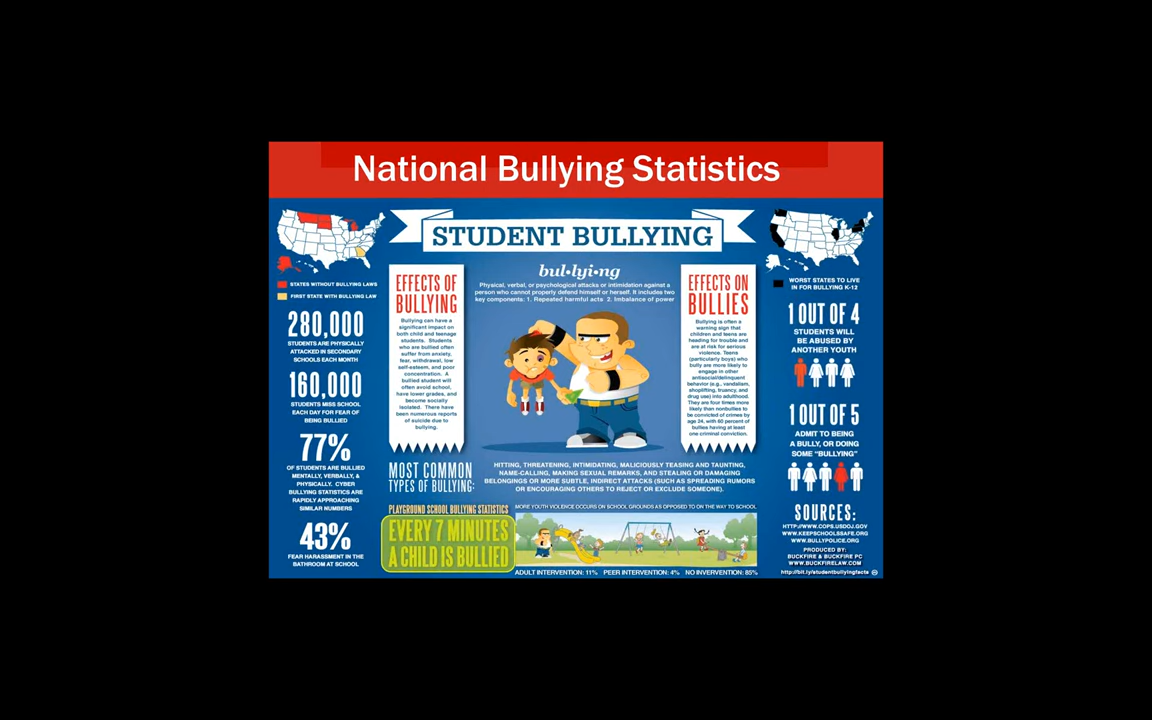 National Bullying Statistics
STUDENT BULLYING
STATES WITHOUT BULLYING LAWS
FIRST STATE WITH BULLYING LAW
280,000
STUDENTS ARE PHYSICALLY
ATTACKED IN SECONDARY
SCHOOLS EACH MONTH
160,000
STUDENTS MISS SCHOOL
EACH DAY FOR FEAR OF
BEING BULLIED
77%
OF STUDENTS ARE BULLIED
MENTALLY, VERBALLY, &
PHYSICALLY. CYBER
BULLYING STATISTICS ARE
RAPIDLY APPROACHING
SIMILAR NUMBERS
43%
FEAR HARASSMENT IN THE
BATHROOM AT SCHOOL
EFFECTS OF
BULLYING
Bullying can have a
significant impact on
both child and teenage
students. Students
who are bullied often
suffer from anxiety,
fear, withdrawal, low
self-esteem, and poor
concentration. A
bullied student will
often avoid school,
have lower grades, and
become socially
isolated. There have
been numerous reports
of suicide due to
bullying.
bul•ly•ing
Physical, verbal, or psychological attacks or intimidation against a
person who cannot properly defend himself or herself. It includes two
key components: 1. Repeated harmful acts 2. Imbalance of power
EFFECTS ON
BULLIES
Bullying is often a
warning sign that
children and teens are
heading for trouble and
are at risk for serious
violence. Teens
(particularly boys) who
bully are more likely to
engage in other
antisocial/delinquent
behavior (e.g., vandalism,
shoplifting, truancy, and
drug use) into adulthood.
They are four times more
likely than nonbullies to
be convicted of crimes by
age 24, with 60 percent of
bullies having at least
one criminal conviction.
MOST COMMON
TYPES OF BULLYING:
HITTING, THREATENING, INTIMIDATING, MALICIOUSLY TEASING AND TAUNTING,
NAME-CALLING, MAKING SEXUAL REMARKS, AND STEALING OR DAMAGING
BELONGINGS OR MORE SUBTLE, INDIRECT ATTACKS (SUCH AS SPREADING RUMORS
OR ENCOURAGING OTHERS TO REJECT OR EXCLUDE SOMEONE).
PLAYGROUND SCHOOL BULLYING STATISTICS
EVERY 7 MINUTES
A CHILD IS BULLIED
MORE YOUTH VIOLENCE OCCURS ON SCHOOL GROUNDS AS OPPOSED TO ON THE WAY TO SCHOOL
ADULT INTERVENTION: 11% PEER INTERVENTION: 4% NO INVERVENTION: 85%
WORST STATES TO LIVE
IN FOR BULLYING K-12
1 OUT OF 4
STUDENTS WILL
BE ABUSED BY
ANOTHER YOUTH
1 OUT OF 5
ADMIT TO BEING
A BULLY, OR DOING
SOME "BULLYING"
SOURCES:
HTTP://WWW.COPS.USDOJ.GOV
WWW.KEEPSCHOOLSSAFE.ORG
WWW.BULLYPOLICE.ORG
PRODUCED BY:
BUCKFIRE & BUCKFIRE PC
WWW.BUCKFIRELAW.COM
http://bit.ly/studentbullyingfacts